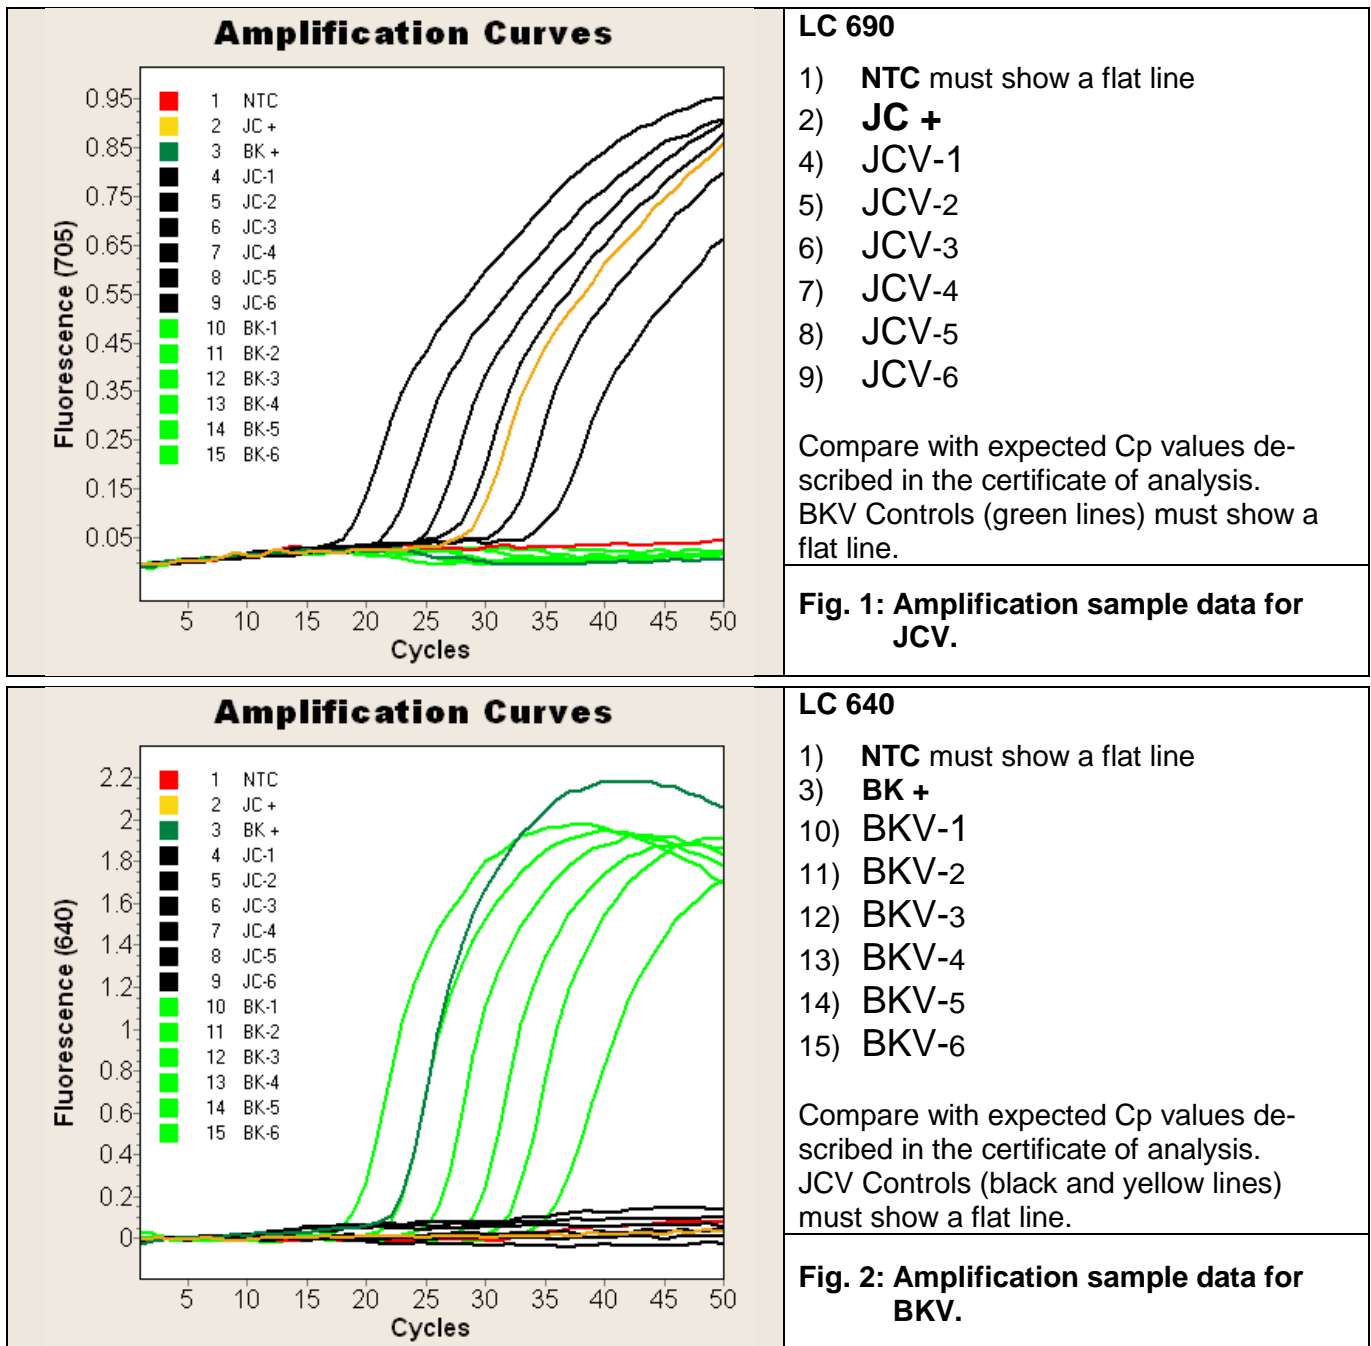 Amplification Curves
0.95
0.85
0.75
0.65
0.55
0.45
0.35
0.25
0.15
0.05
Fluorescence (705)
1 NTC
2 JC +
3 BK +
4 JC-1
5 JC-2
6 JC-3
7 JC-4
8 JC-5
9 JC-6
10 BK-1
11 BK-2
12 BK-3
13 BK-4
14 BK-5
15 BK-6
5 10 15 20 25 30 35 40 45 50
Cycles
LC 690
1) NTC must show a flat line
2) JC +
4) JCV-1
5) JCV-2
6) JCV-3
7) JCV-4
8) JCV-5
9) JCV-6
Compare with expected Cp values de-
scribed in the certificate of analysis.
BKV Controls (green lines) must show a
flat line.
Fig. 1: Amplification sample data for
JCV.
Amplification Curves
2.2
2
1.8
1.6
1.4
1.2
1
0.8
0.6
0.4
0.2
0
Fluorescence (640)
1 NTC
2 JC +
3 BK +
4 JC-1
5 JC-2
6 JC-3
7 JC-4
8 JC-5
9 JC-6
10 BK-1
11 BK-2
12 BK-3
13 BK-4
14 BK-5
15 BK-6
5 10 15 20 25 30 35 40 45 50
Cycles
LC 640
1) NTC must show a flat line
3) BK +
10) BKV-1
11) BKV-2
12) BKV-3
13) BKV-4
14) BKV-5
15) BKV-6
Compare with expected Cp values de-
scribed in the certificate of analysis.
JCV Controls (black and yellow lines)
must show a flat line.
Fig. 2: Amplification sample data for
BKV.